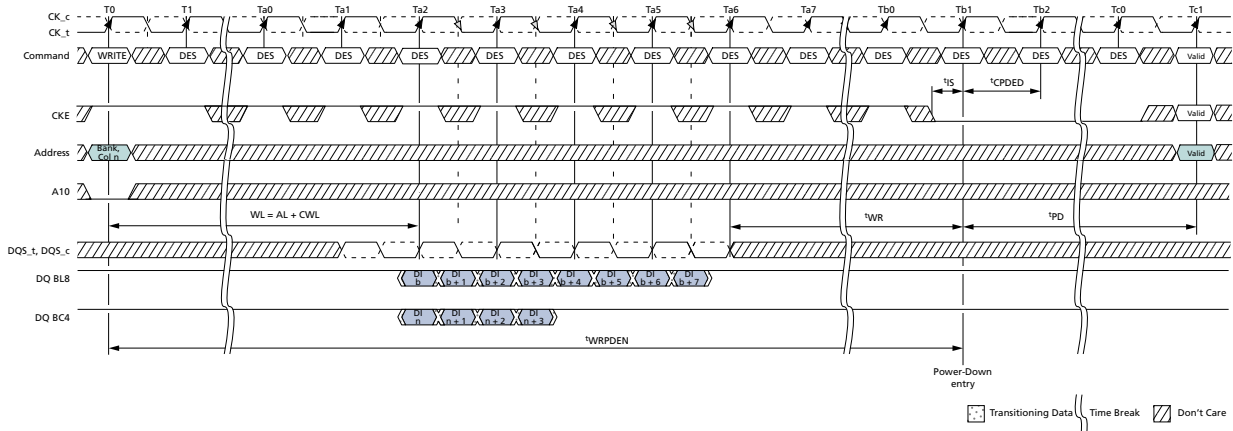 T0 T1 Ta0 Ta1 Ta2 Ta3 Ta4 Ta5 Ta6 Ta7 Tb0 Tb1 Tb2 Tc0 Tc1
CK_c
CK_t
Command WRITE DES DES DES DES DES DES DES DES DES DES DES DES DES Valid
tIS tCPDED
CKE Valid
Address Bank, Col n Valid
A10
WL = AL + CWL tWR tPD
DQS_t, DQS_c
DQ BL8 DI b DI b + 1 DI b + 2 DI b + 3 DI b + 4 DI b + 5 DI b + 6 DI b + 7
DQ BC4 DI n DI n + 1 DI n + 2 DI n + 3
tWRPDEN
Power-Down
entry
Transitioning Data Time Break Don't Care